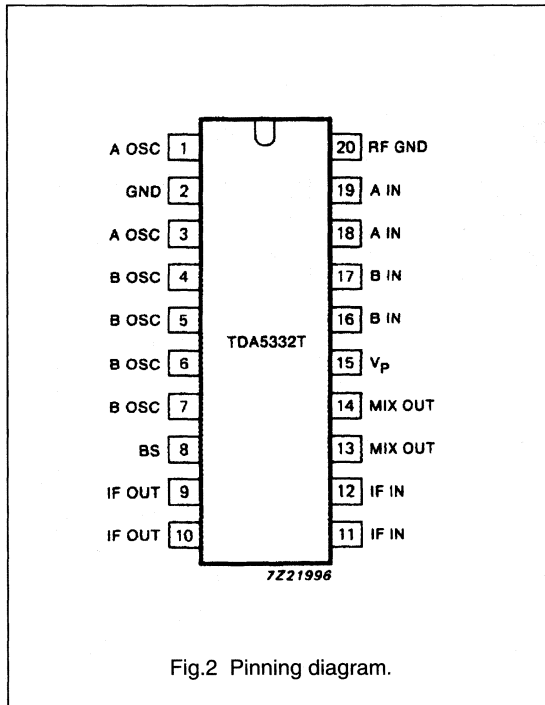 A OSC 1 20 RF GND
GND 2 19 A IN
A OSC 3 18 A IN
B OSC 4 17 B IN
B OSC 5 16 B IN
TDA5332T
B OSC 6 15 VP
B OSC 7 14 MIX OUT
BS 8 13 MIX OUT
IF OUT 9 12 IF IN
IF OUT 10 11 IF IN
7Z21996
Fig.2 Pinning diagram.